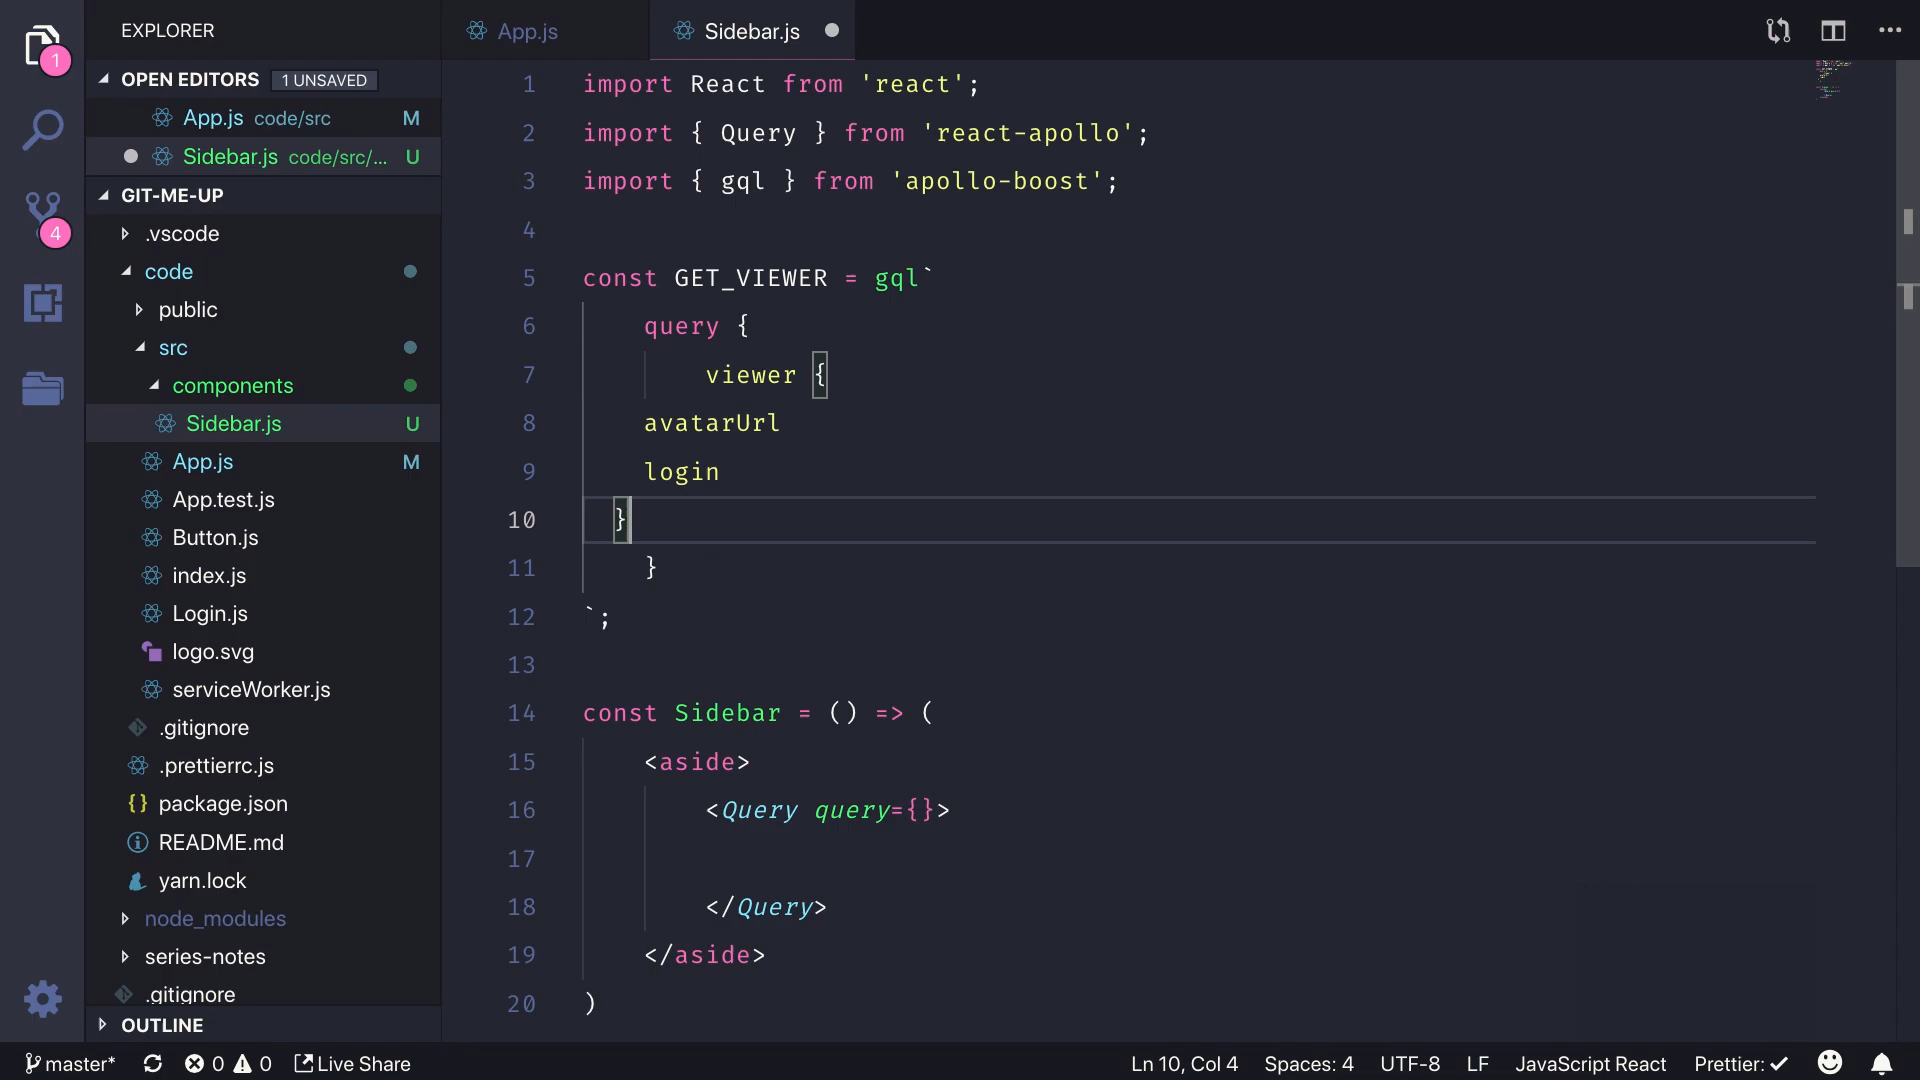 EXPLORER
App.js
Sidebar.js
1
OPEN EDITORS 1 UNSAVED
App.js code/src M
Sidebar.js code/src/... U
GIT-ME-UP
4
.vscode
code
public
src
components
Sidebar.js U
App.js M
App.test.js
Button.js
index.js
Login.js
logo.svg
serviceWorker.js
.gitignore
.prettierrc.js
{} package.json
README.md
yarn.lock
node_modules
series-notes
.gitignore
OUTLINE
1 import React from 'react';
2 import { Query } from 'react-apollo';
3 import { gql } from 'apollo-boost';
4
5 const GET_VIEWER = gql`
6 query {
7 viewer {
8 avatarUrl
9 login
10 }
11 }
12 `;
13
14 const Sidebar = () => (
15 <aside>
16 <Query query={}>
17
18 </Query>
19 </aside>
20 )
master* 0 0 Live Share Ln 10, Col 4 Spaces: 4 UTF-8 LF JavaScript React Prettier: ✓